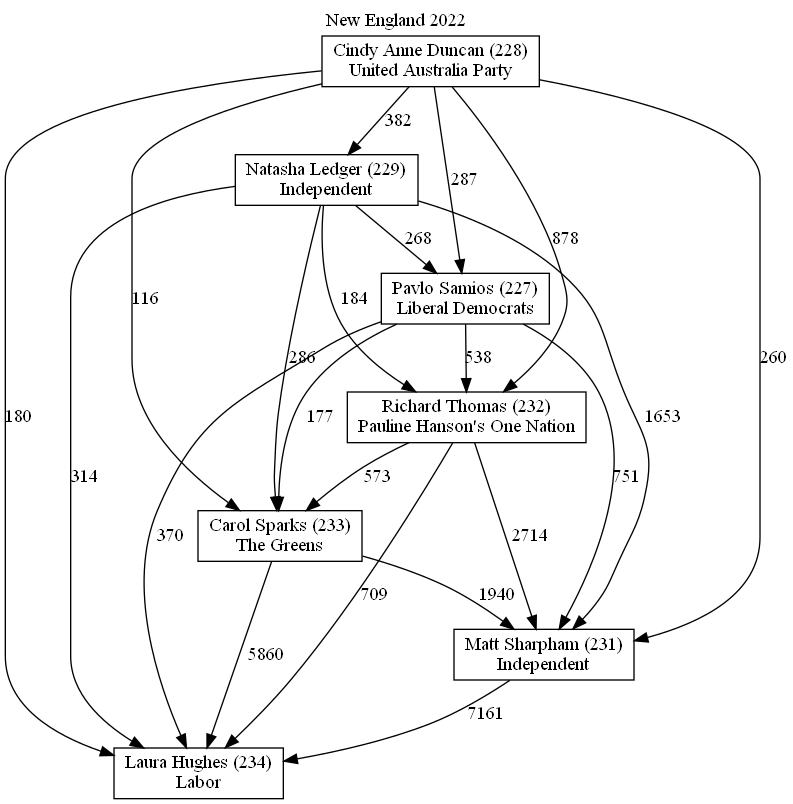 New England 2022
Cindy Anne Duncan (228)
United Australia Party
382
Natasha Ledger (229)
Independent
287
268
878
Pavlo Samios (227)
Liberal Democrats
116
184
286
538
260
180
177
Richard Thomas (232)
Pauline Hanson's One Nation
1653
314
573
751
370
Carol Sparks (233)
The Greens
2714
709
1940
5860
Matt Sharpham (231)
Independent
7161
Laura Hughes (234)
Labor